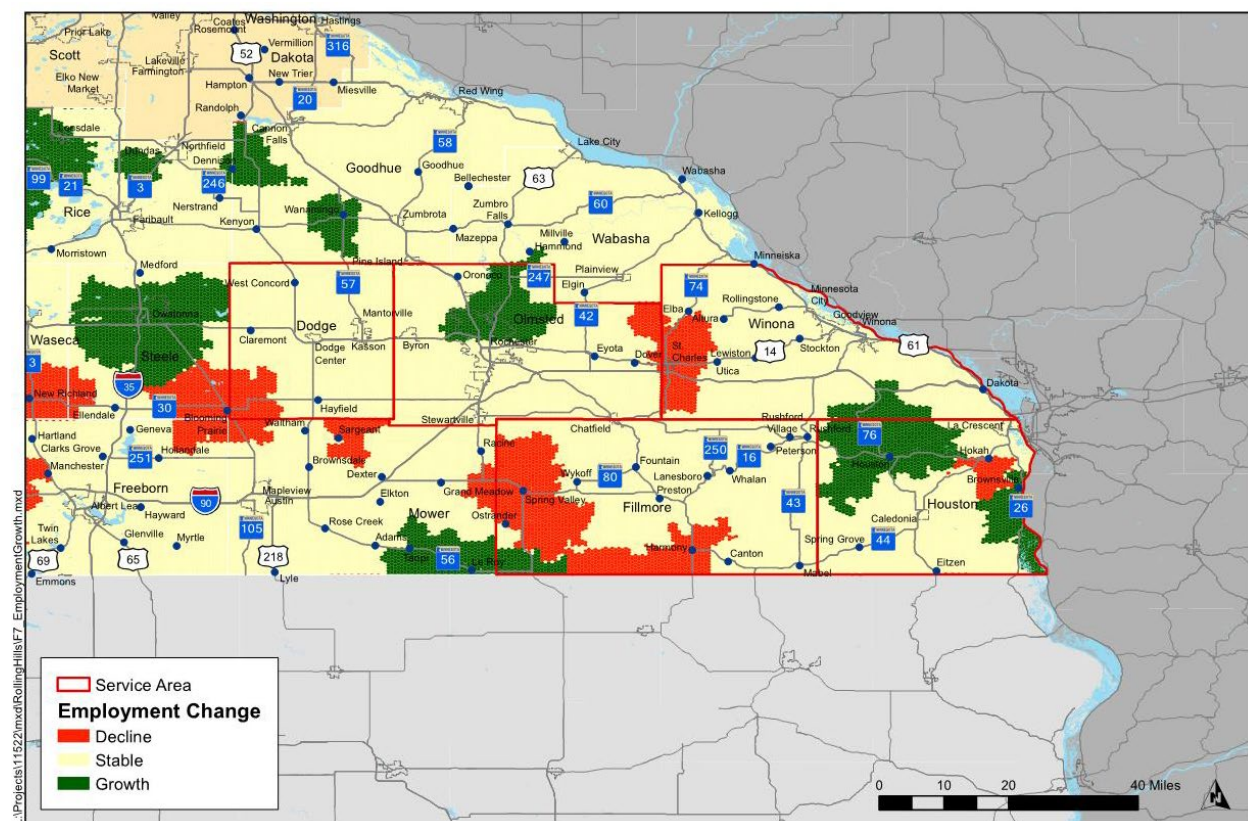 Valley
Coates
Rosemount
Washington
Hastings
Prior Lake
Vermillion
316
Scott
Lakeville
Farmington
52
Dakota
Elko New
Market
Hampton
New Trier
Miesville
20
Red Wing
Randolph
Cannon
Falls
Lonsdale
Northfield
Dundas
Dennison
58
Lake City
Goodhue
Goodhue
63
Bellechester
Wabasha
99
21
3
246
Nerstrand
Wanamingo
60
Rice
Faribault
Kenyon
Zumbrota
Zumbro
Falls
Kellogg
Mazeppa
Millville
Hammond
Wabasha
Morristown
Medford
Pine Island
Oronoco
247
Plainview
Minneiska
West Concord
57
Elgin
74
Minnesota
City
Owatonna
Mantorville
Olmsted
42
Elba
Rollingstone
Altura
Goodview
Winona
Waseca
Dodge
Claremont
Rochester
Winona
61
Steele
Dodge
Center
Kasson
Byron
Eyota
Dover
St.
Charles
Lewiston
14
Stockton
Utica
3
35
Dakota
New Richland
30
Ellendale
Blooming
Prairie
Hayfield
Stewartville
Geneva
Waltham
Sargeant
Chatfield
Rushford
Village
Rushford
76
La Crescent
Hartland
Clarks Grove
251
Hollandale
Racine
250
16
Peterson
Houston
Hokah
Manchester
Brownsdale
Dexter
Wykoff
80
Fountain
Lanesboro
Whalan
Brownsville
Freeborn
90
Mapleview
Austin
Elkton
Grand Meadow
Spring Valley
Preston
Fillmore
43
Houston
26
Albert Lea
Hayward
Mower
Ostrander
Caledonia
Twin
Lakes
Glenville
Myrtle
105
Rose Creek
Adams
Taopi
Harmony
Canton
Spring Grove
44
69
65
218
56
Le Roy
Mabel
Eitzen
Emmons
Lyle
Service Area
Employment Change
Decline
Stable
Growth
0
10
20
40 Miles
N
:\Projects\11522\mxd\RollingHills\F7_EmploymentGrowth.mxd